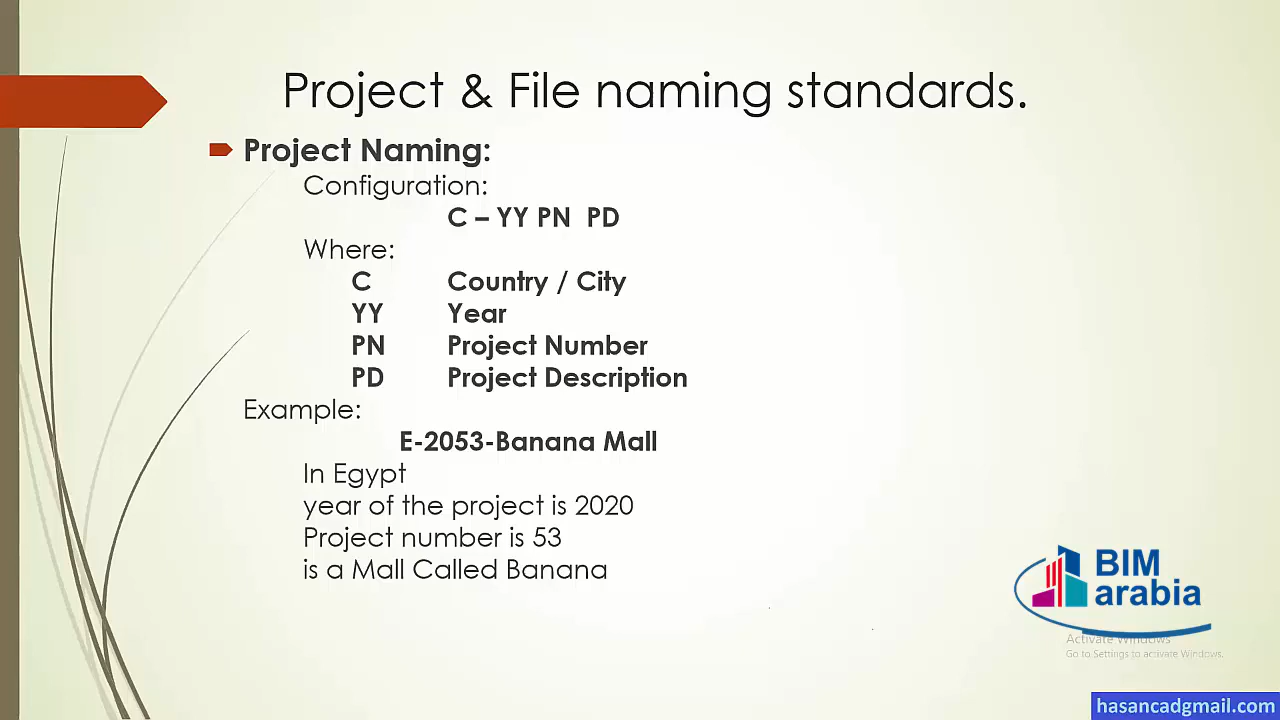 Project & File naming standards.
Project Naming:
Configuration:
C – YY PN PD
Where:
C Country / City
YY Year
PN Project Number
PD Project Description
Example:
E-2053-Banana Mall
In Egypt
year of the project is 2020
Project number is 53
is a Mall Called Banana
BIM
arabia
Activate Windows
Go to Settings to activate Windows.
hasancadgmail.com